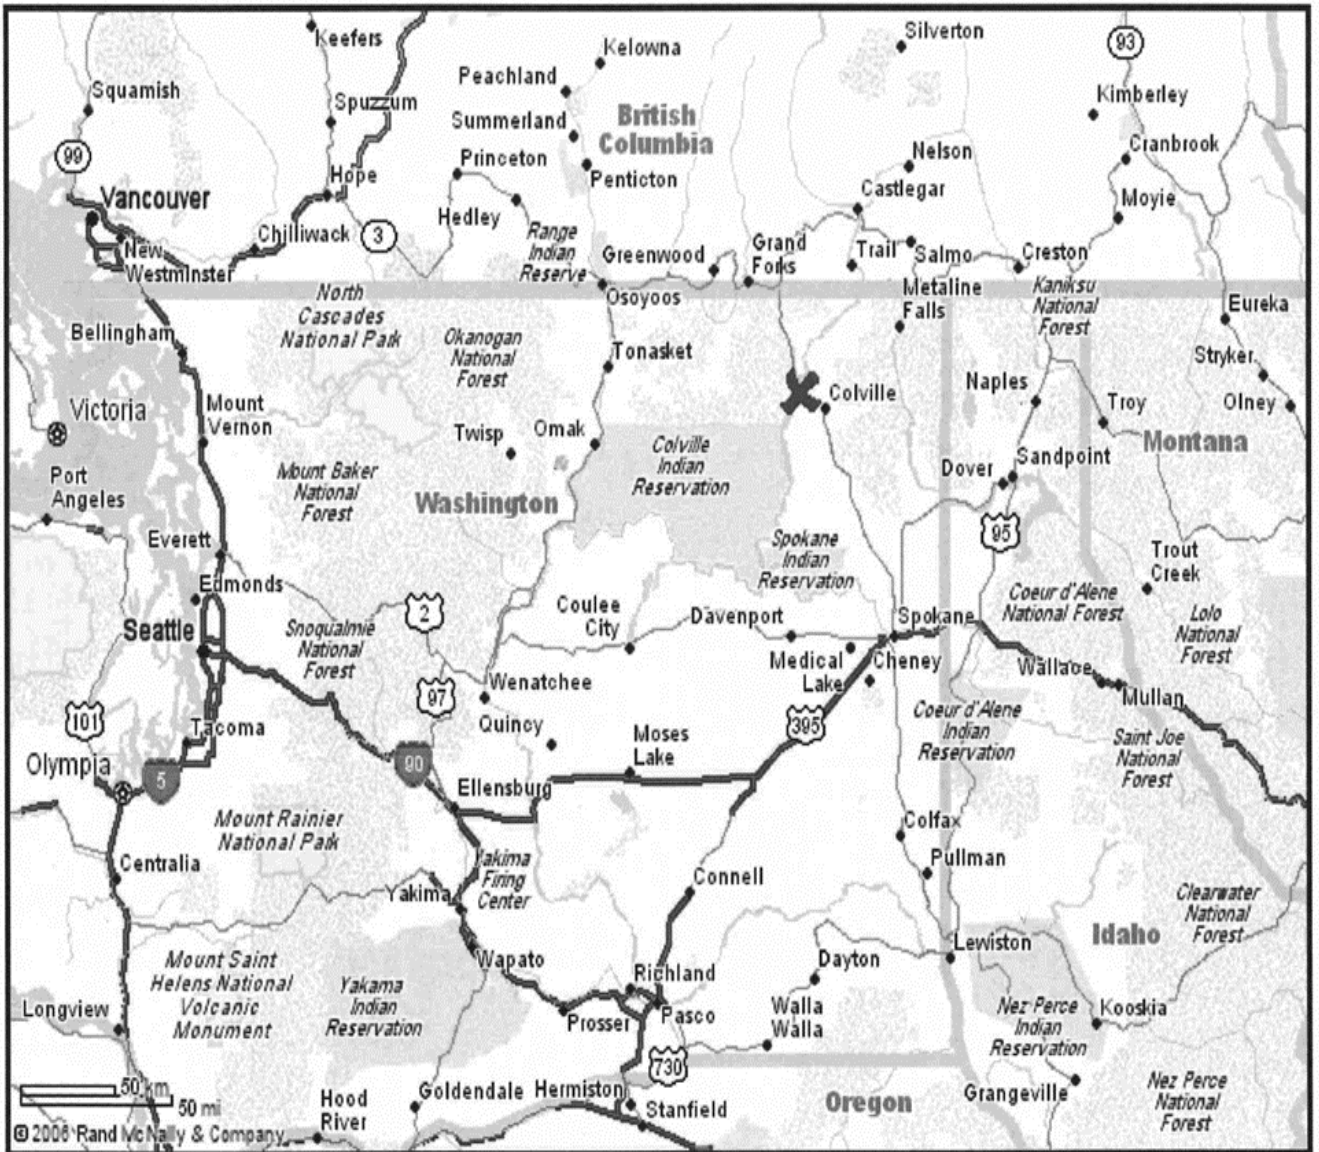 Keefers
Kelowna
Silverton
93
Peachland
Squamish
Spuzzum
British
Columbia
Kimberley
Summerland
Cranbrook
99
Princeton
Nelson
Hope
Penticton
Castlegar
Moyie
Vancouver
Hedley
Chilliwack
3
Range
Indian
Reserve
Greenwood
Grand
Forks
Trail
Salmo
Creston
New
Westminster
Osoyoos
Metaline
Falls
Kaniksu
National
Forest
North
Cascades
National Park
Eureka
Bellingham
Okanogan
National
Forest
Tonasket
Stryker
Naples
Colville
Troy
Olney
Victoria
Mount
Vernon
Twisp
Omak
Colville
Indian
Reservation
Montana
Sandpoint
Dover
Port
Angeles
Mount Baker
National
Forest
Washington
95
Everett
Spokane
Indian
Reservation
Trout
Creek
Edmonds
2
Coulee
City
Davenport
Spokane
Coeur d'Alene
National Forest
Lolo
National
Forest
Seattle
Snoqualmie
National
Forest
Medical
Lake
Cheney
Wallace
97
Wenatchee
Mullan
101
Quincy
395
Coeur d'Alene
Indian
Reservation
Tacoma
Moses
Lake
Saint Joe
National
Forest
Olympia
5
90
Ellensburg
Mount Rainier
National Park
Colfax
Centralia
Pullman
Yakima
Firing
Center
Yakima
Connell
Clearwater
National
Forest
Idaho
Lewiston
Mount Saint
Helens National
Volcanic
Monument
Wapato
Richland
Dayton
Yakama
Indian
Reservation
Longview
Prosser
Pasco
Walla
Walla
Nez Perce
Indian
Reservation
Kooskia
730
50 km
50 mi
Goldendale
Hermiston
Grangeville
Nez Perce
National
Forest
Hood
River
Stanfield
Oregon
© 2006 Rand McNally & Company